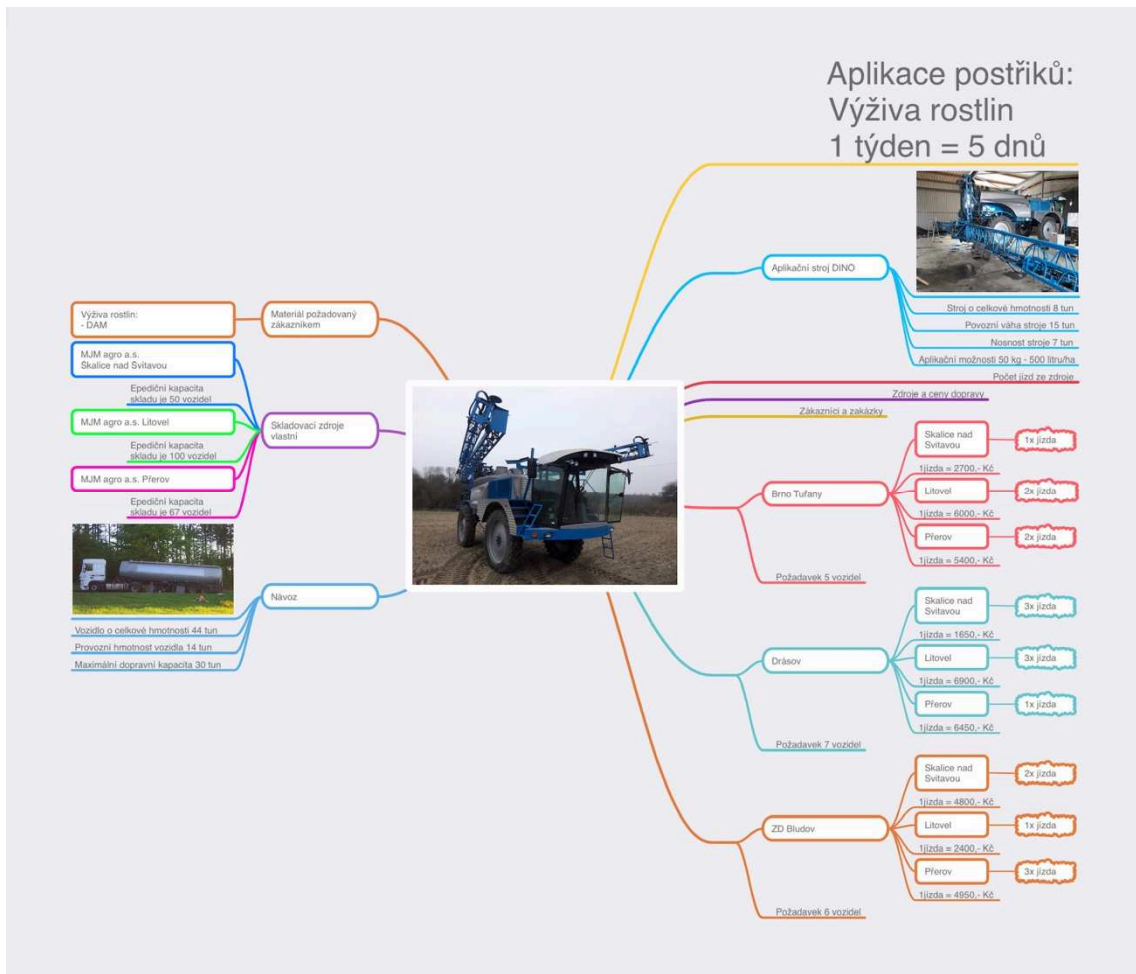 Aplikace postřiků:
Výživa rostlin
1 týden = 5 dnů
Aplikační stroj DINO
Stroj o celkové hmotnosti 8 tun
Povozní váha stroje 15 tun
Nosnost stroje 7 tun
Aplikační možnosti 50 kg - 500 litru/ha
Počet jízd ze zdroje
Zdroje a ceny dopravy
Zákazníci a zakázky
Materiál požadovaný
zákazníkem
Výživa rostlin:
- DAM
Skladovací zdroje
vlastní
MJM agro a.s.
Skalice nad Svitavou
Epediční kapacita
skladu je 50 vozidel
MJM agro a.s. Litovel
Epediční kapacita
skladu je 100 vozidel
MJM agro a.s. Přerov
Epediční kapacita
skladu je 67 vozidel
Návoz
Vozidlo o celkové hmotnosti 44 tun
Provozní hmotnost vozidla 14 tun
Maximální dopravní kapacita 30 tun
Brno Tuřany
Skalice nad
Svitavou
1x jízda
1jízda = 2700,- Kč
Litovel
2x jízda
1jízda = 6000,- Kč
Přerov
2x jízda
1jízda = 5400,- Kč
Požadavek 5 vozidel
Drásov
Skalice nad
Svitavou
3x jízda
1jízda = 1650,- Kč
Litovel
3x jízda
1jízda = 6900,- Kč
Přerov
1x jízda
1jízda = 6450,- Kč
Požadavek 7 vozidel
ZD Bludov
Skalice nad
Svitavou
2x jízda
1jízda = 4800,- Kč
Litovel
1x jízda
1jízda = 2400,- Kč
Přerov
3x jízda
1jízda = 4950,- Kč
Požadavek 6 vozidel